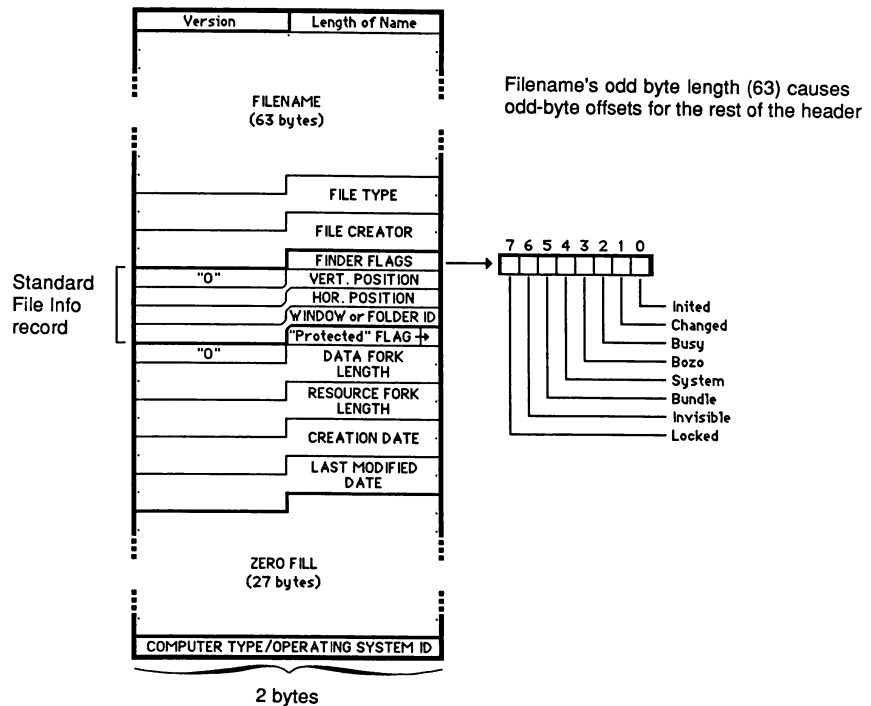 Version Length of Name
FILENAME
(63 bytes)
Filename's odd byte length (63) causes
odd-byte offsets for the rest of the header
FILE TYPE
FILE CREATOR
FINDER FLAGS
7 6 5 4 3 2 1 0
Standard
File Info
record
"0" VERT. POSITION
HOR. POSITION
WINDOW or FOLDER ID
"Protected" FLAG
"0" DATA FORK
LENGTH
RESOURCE FORK
LENGTH
CREATION DATE
LAST MODIFIED
DATE
Inited
Changed
Busy
Bozo
System
Bundle
Invisible
Locked
ZERO FILL
(27 bytes)
COMPUTER TYPE/OPERATING SYSTEM ID
2 bytes